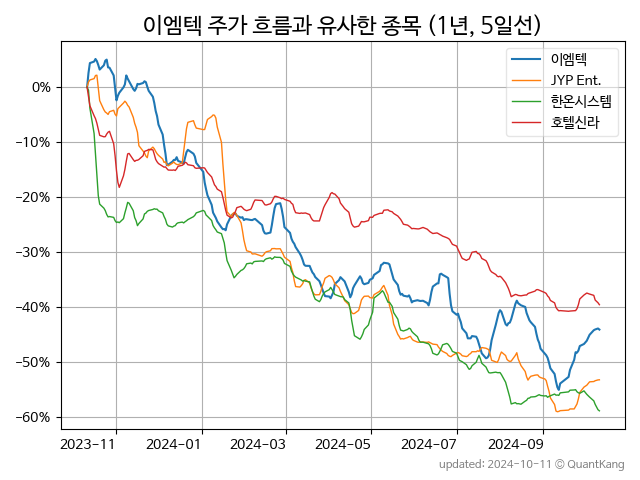 이엠텍 주가 흐름과 유사한 종목 (1년, 5일선)
이엠텍
JYP Ent.
한온시스템
호텔신라
0%
−10%
−20%
−30%
−40%
−50%
−60%
2023-11
2024-01
2024-03
2024-05
2024-07
2024-09
updated: 2024-10-11 © QuantKang